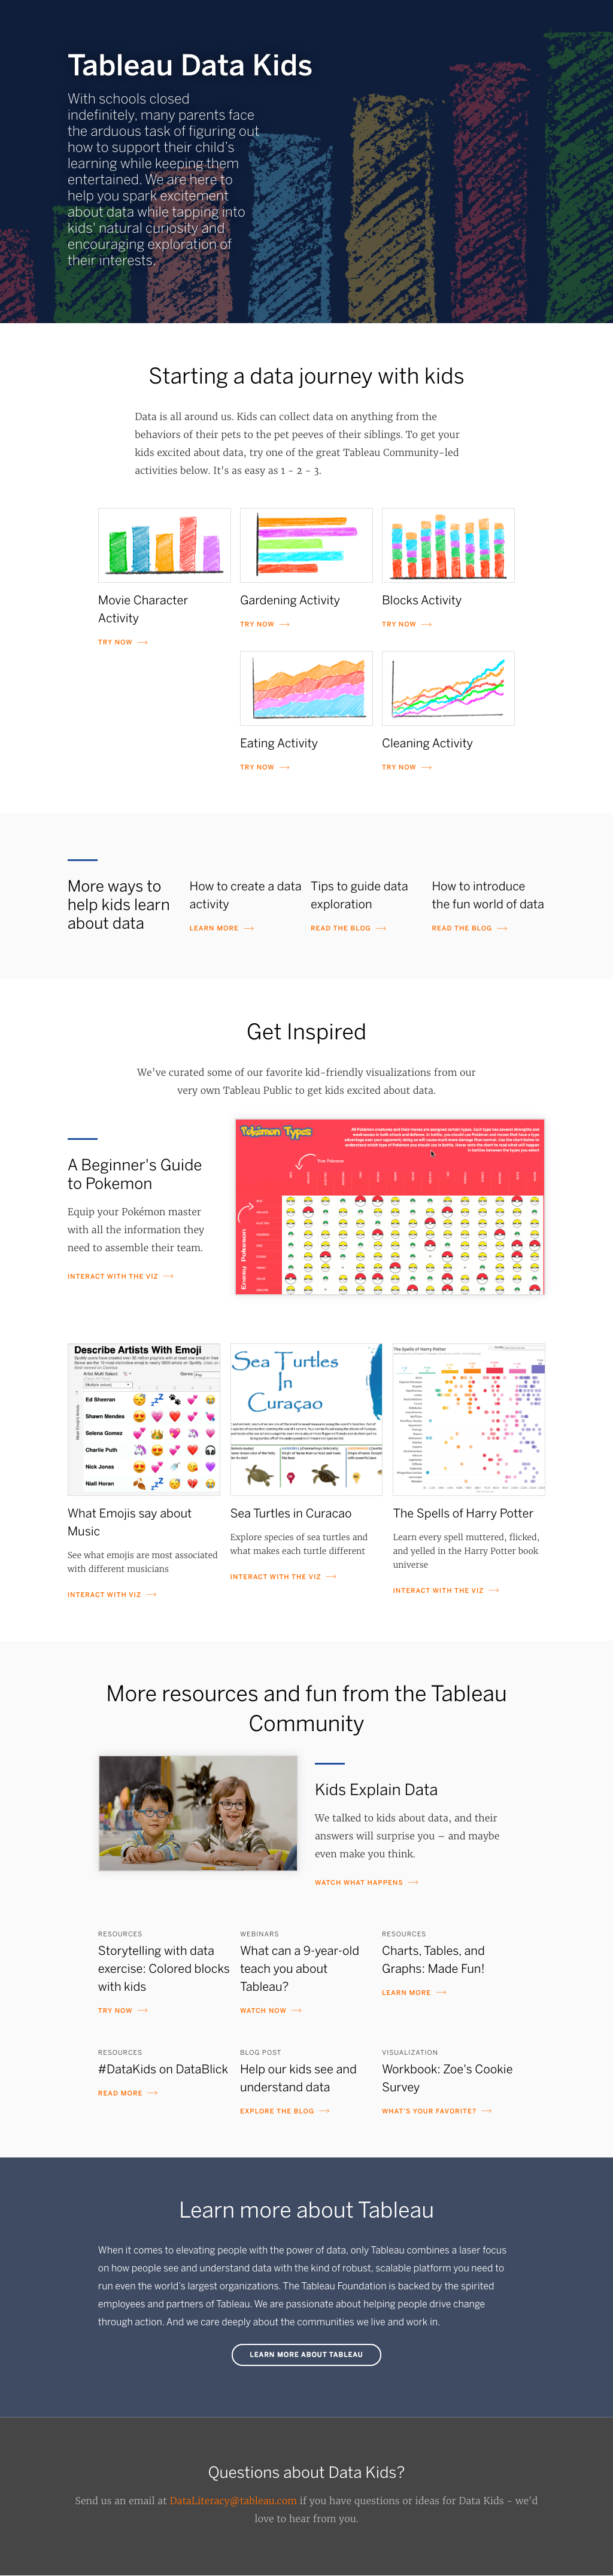 Tableau Data Kids
With schools closed
indefinitely, many parents face
the arduous task of figuring out
how to support their child's
learning while keeping them
entertained. We are here to
help you spark excitement
about data while tapping into
kids' natural curiosity and
encouraging exploration of
their interests.
Starting a data journey with kids
Data is all around us. Kids can collect data on anything from the
behaviors of their pets to the pet peeves of their siblings. To get your
kids excited about data, try one of the great Tableau Community-led
activities below. It's as easy as 1 - 2 - 3.
Movie Character
Activity
TRY NOW
Gardening Activity
TRY NOW
Blocks Activity
TRY NOW
Eating Activity
TRY NOW
Cleaning Activity
TRY NOW
More ways to
help kids learn
about data
How to create a data
activity
LEARN MORE
Tips to guide data
exploration
READ THE BLOG
How to introduce
the fun world of data
READ THE BLOG
Get Inspired
We've curated some of our favorite kid-friendly visualizations from our
very own Tableau Public to get kids excited about data.
A Beginner's Guide
to Pokemon
Equip your Pokémon master
with all the information they
need to assemble their team.
INTERACT WITH THE VIZ
Pokémon Types
Your Pokemon
Enemy Pokemon
Describe Artists With Emoji
Artist Multi Select
Genre
Pop
(Multiple values)
Ed Sheeran
Shawn Mendes
Selena Gomez
Charlie Puth
Nick Jonas
Niall Horan
What Emojis say about
Music
See what emojis are most associated
with different musicians
INTERACT WITH VIZ
Sea Turtles
In
Curaçao
Sea Turtles in Curacao
Explore species of sea turtles and
what makes each turtle different
INTERACT WITH THE VIZ
The Spells of Harry Potter
The Spells of Harry Potter
Learn every spell muttered, flicked,
and yelled in the Harry Potter book
universe
INTERACT WITH THE VIZ
More resources and fun from the Tableau
Community
Kids Explain Data
We talked to kids about data, and their
answers will surprise you – and maybe
even make you think.
WATCH WHAT HAPPENS
RESOURCES
Storytelling with data
exercise: Colored blocks
with kids
TRY NOW
WEBINARS
What can a 9-year-old
teach you about
Tableau?
WATCH NOW
RESOURCES
Charts, Tables, and
Graphs: Made Fun!
LEARN MORE
RESOURCES
#DataKids on DataBlick
READ MORE
BLOG POST
Help our kids see and
understand data
EXPLORE THE BLOG
VISUALIZATION
Workbook: Zoe's Cookie
Survey
WHAT'S YOUR FAVORITE?
Learn more about Tableau
When it comes to elevating people with the power of data, only Tableau combines a laser focus
on how people see and understand data with the kind of robust, scalable platform you need to
run even the world's largest organizations. The Tableau Foundation is backed by the spirited
employees and partners of Tableau. We are passionate about helping people drive change
through action. And we care deeply about the communities we live and work in.
LEARN MORE ABOUT TABLEAU
Questions about Data Kids?
Send us an email at DataLiteracy@tableau.com if you have questions or ideas for Data Kids - we'd
love to hear from you.